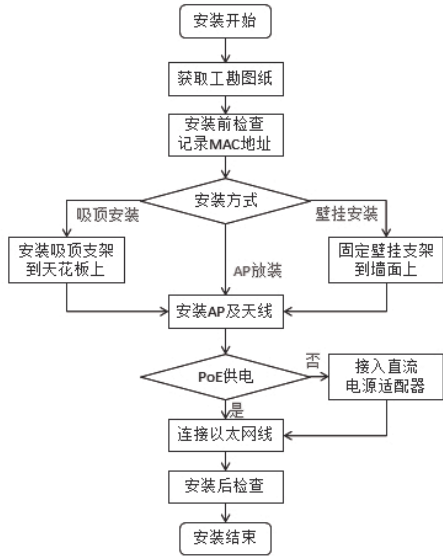 安装开始
获取工勘图纸
安装前检查
记录MAC地址
安装方式
吸顶安装
壁挂安装
安装吸顶支架
到天花板上
AP放装
固定壁挂支架
到墙面上
安装AP及天线
PoE供电
否
接入直流
电源适配器
是
连接以太网线
安装后检查
安装结束